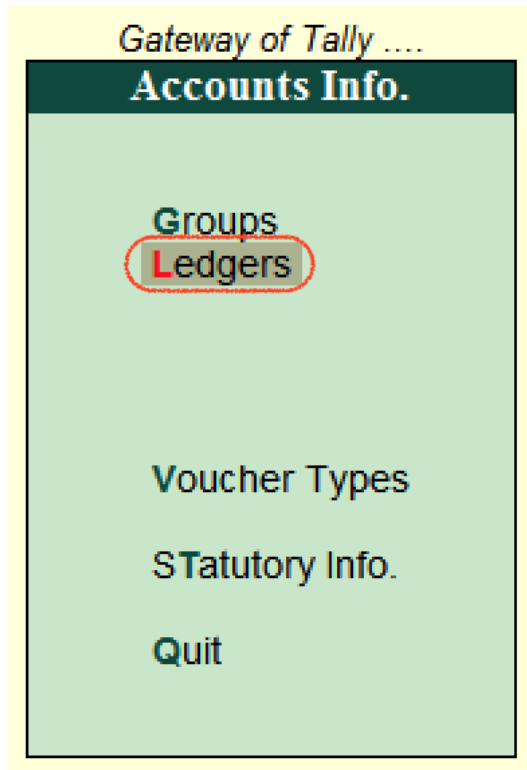 Gateway of Tally ....
Accounts Info.
Groups
Ledgers
Voucher Types
STatutory Info.
Quit